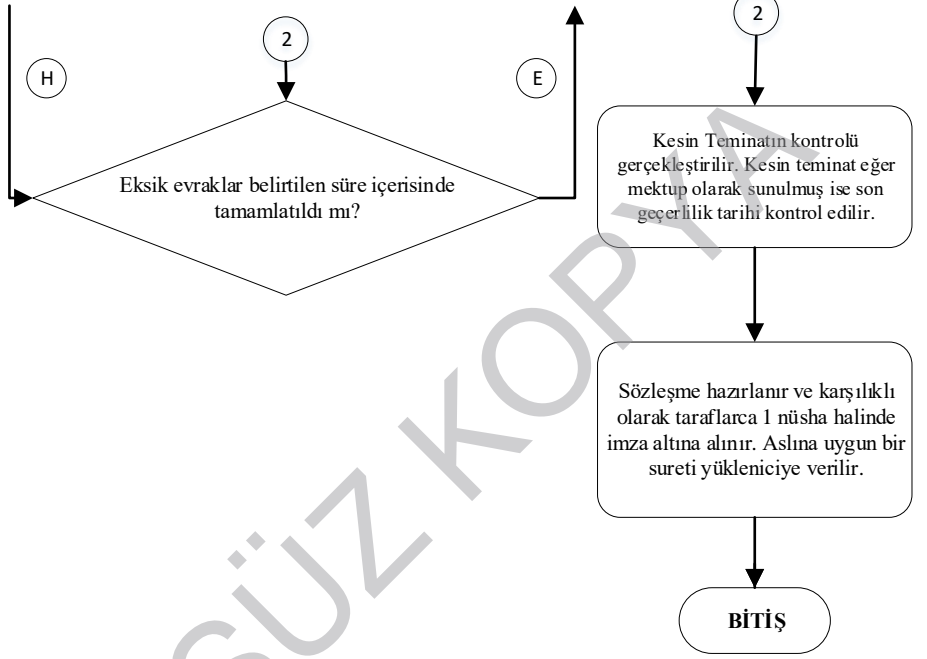 2
H
E
Eksik evraklar belirtilen süre içerisinde
tamamlatıldı mı?
2
Kesin Teminatın kontrolü
gerçekleştirilir. Kesin teminat eğer
mektup olarak sunulmuş ise son
geçerlilik tarihi kontrol edilir.
Sözleşme hazırlanır ve karşılıklı
olarak taraflarca 1 nüsha halinde
imza altına alınır. Aslına uygun bir
sureti yükleniciye verilir.
BİTİŞ
SÜZ KOPYA